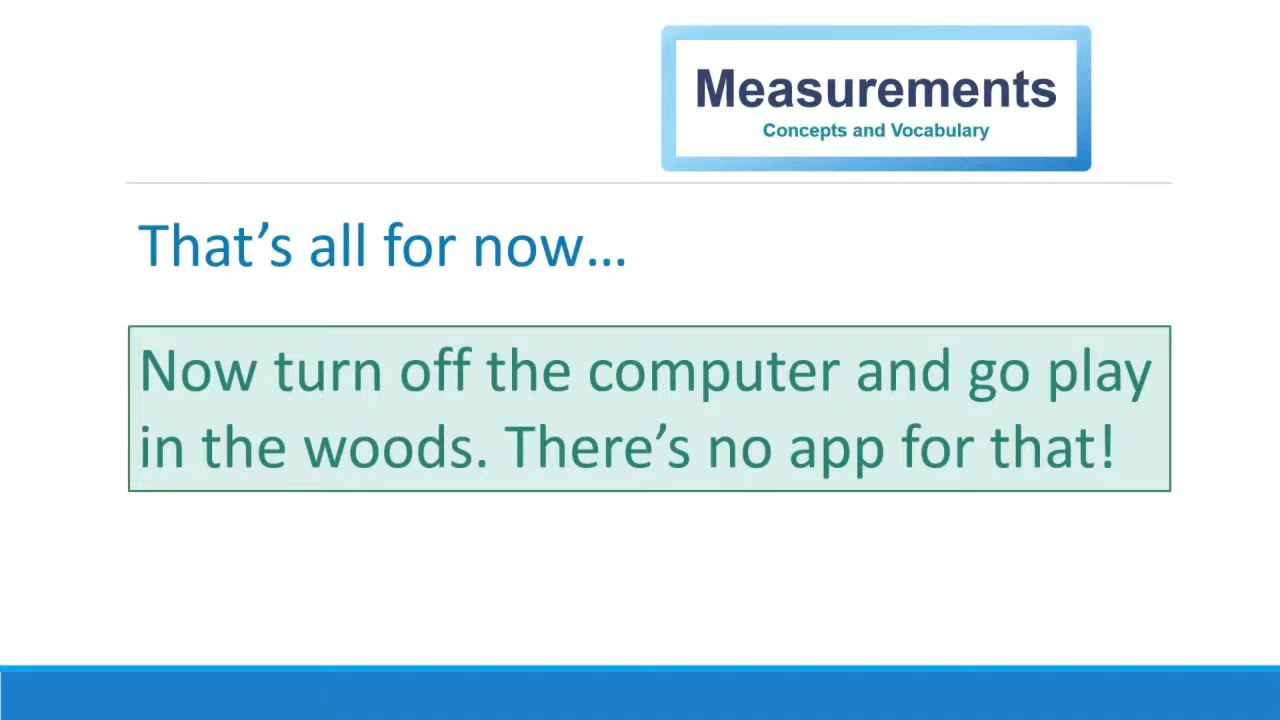 Measurements
Concepts and Vocabulary
That’s all for now…
Now turn off the computer and go play
in the woods. There’s no app for that!